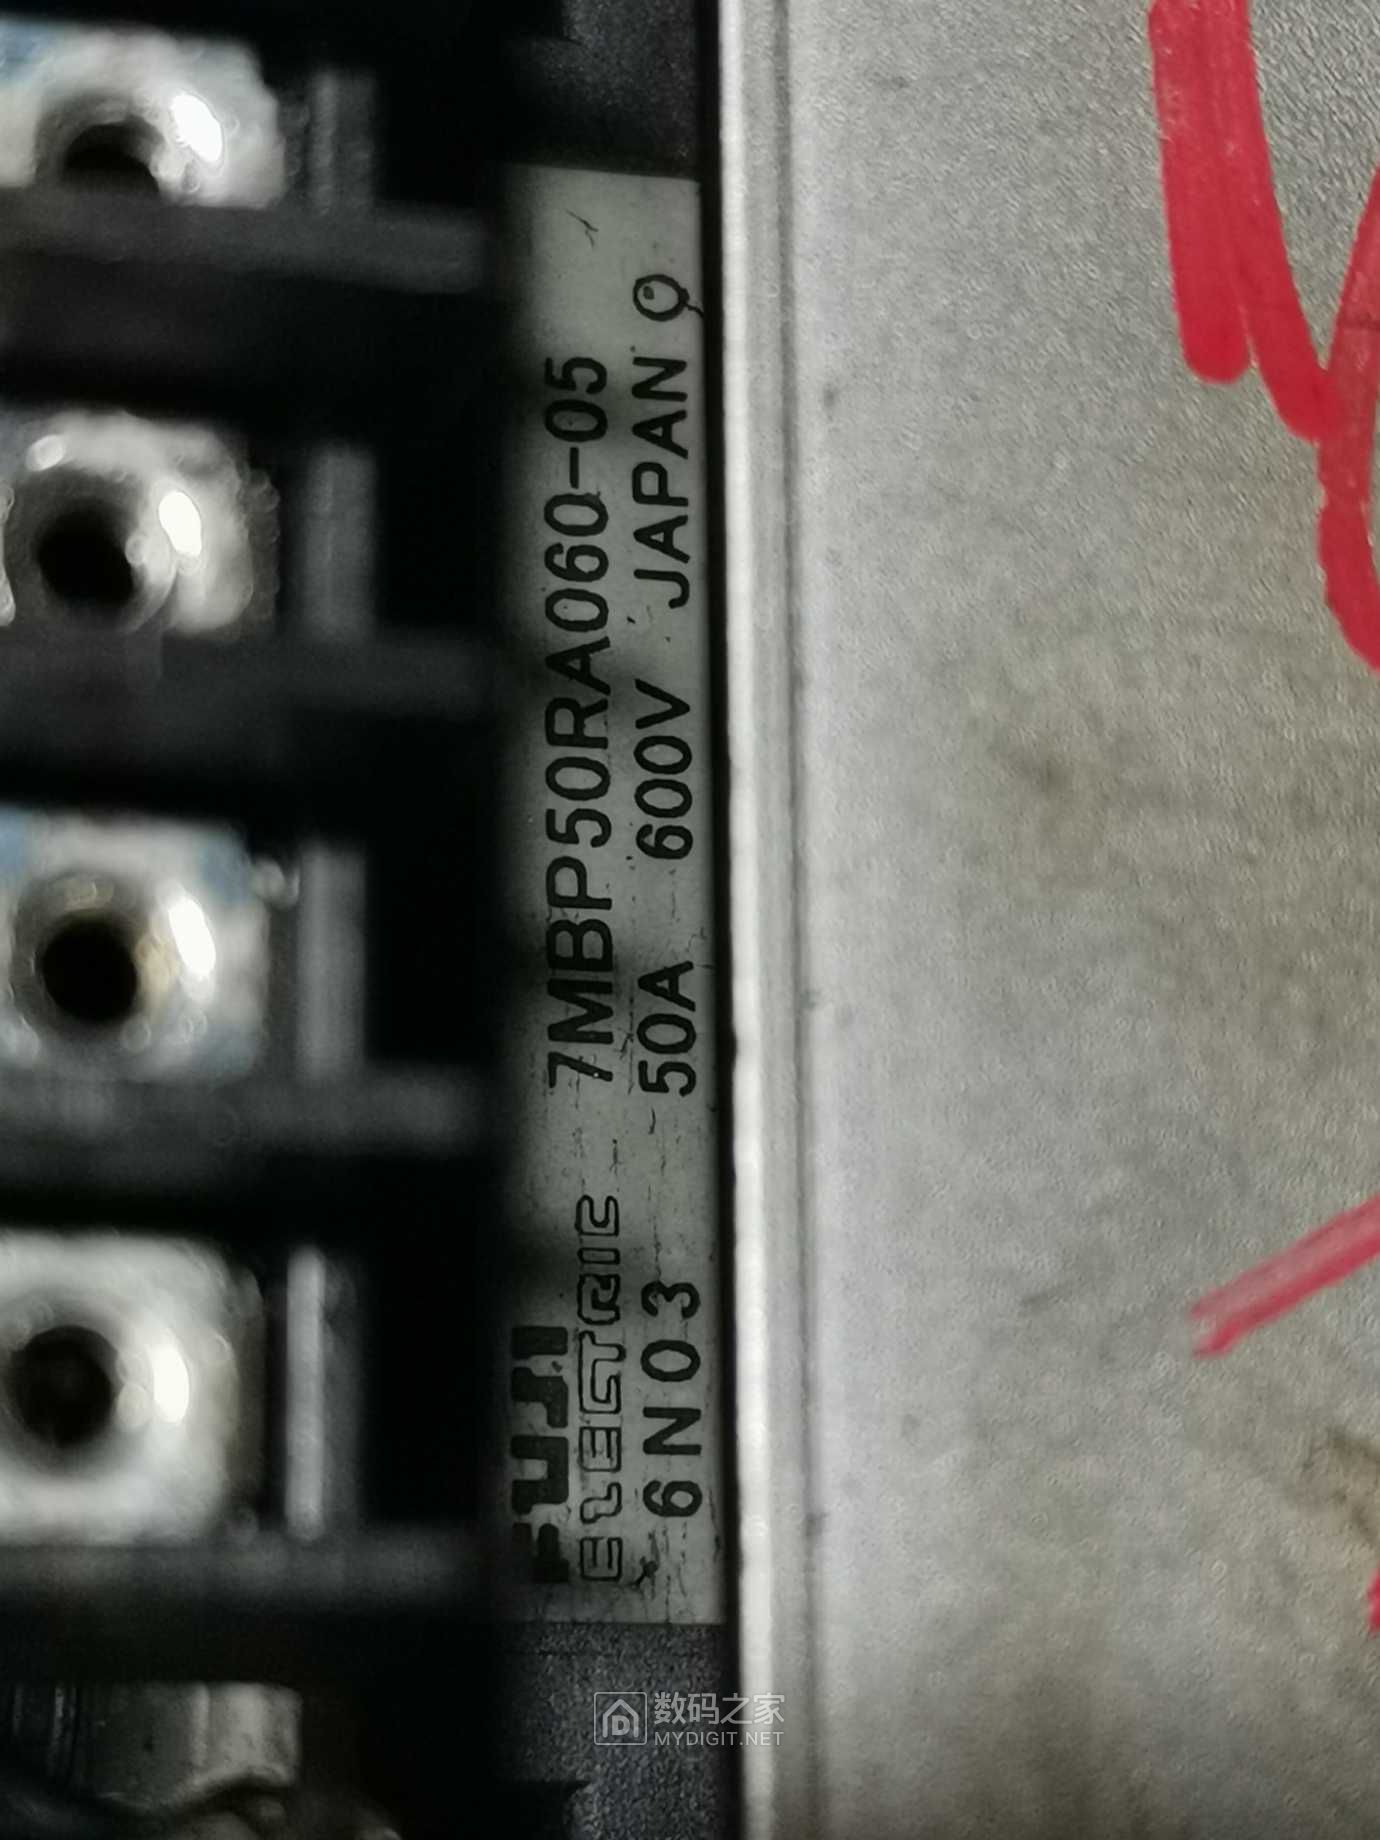 FUJI
ELECTRIC
7MBP50RA060-05
6N03
50A 600V JAPAN O
数码之家
MYDIGIT.NET